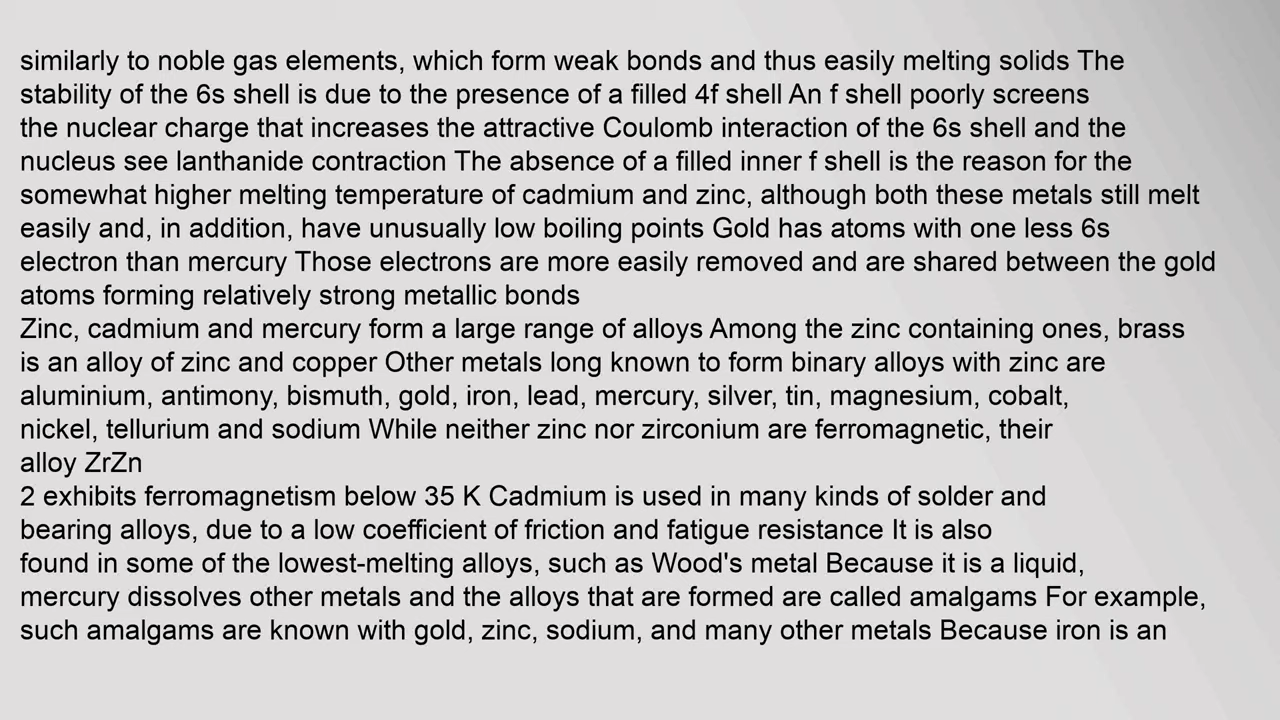 similarly to noble gas elements, which form weak bonds and thus easily melting solids The
stability of the 6s shell is due to the presence of a filled 4f shell An f shell poorly screens
the nuclear charge that increases the attractive Coulomb interaction of the 6s shell and the
nucleus see lanthanide contraction The absence of a filled inner f shell is the reason for the
somewhat higher melting temperature of cadmium and zinc, although both these metals still melt
easily and, in addition, have unusually low boiling points Gold has atoms with one less 6s
electron than mercury Those electrons are more easily removed and are shared between the gold
atoms forming relatively strong metallic bonds
Zinc, cadmium and mercury form a large range of alloys Among the zinc containing ones, brass
is an alloy of zinc and copper Other metals long known to form binary alloys with zinc are
aluminium, antimony, bismuth, gold, iron, lead, mercury, silver, tin, magnesium, cobalt,
nickel, tellurium and sodium While neither zinc nor zirconium are ferromagnetic, their
alloy ZrZn
2 exhibits ferromagnetism below 35 K Cadmium is used in many kinds of solder and
bearing alloys, due to a low coefficient of friction and fatigue resistance It is also
found in some of the lowest-melting alloys, such as Wood's metal Because it is a liquid,
mercury dissolves other metals and the alloys that are formed are called amalgams For example,
such amalgams are known with gold, zinc, sodium, and many other metals Because iron is an